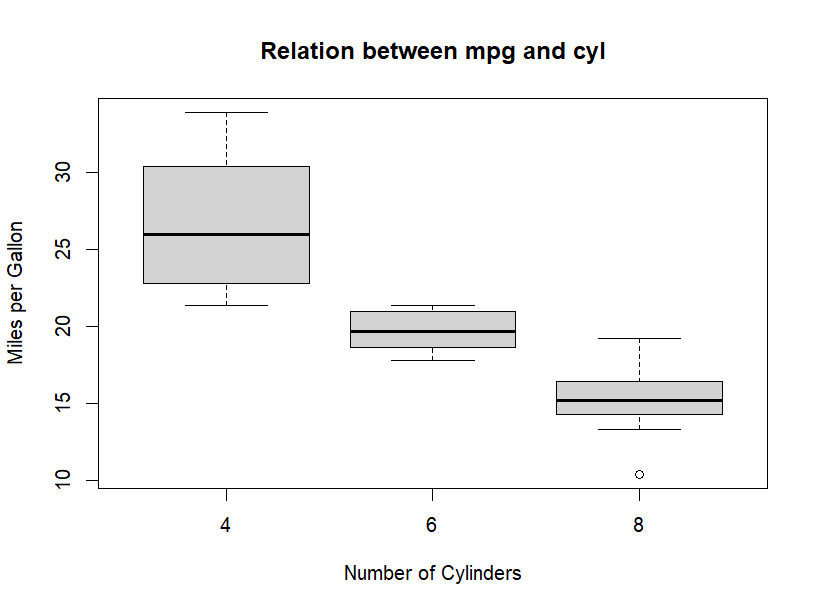 Relation between mpg and cyl
Miles per Gallon
30
25
20
15
10
4 6 8
Number of Cylinders